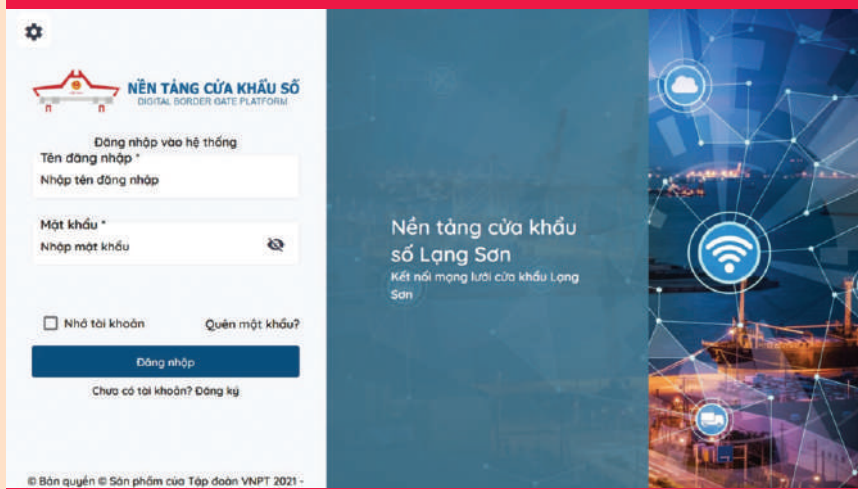 NỀN TẢNG CỬA KHẨU SỐ
DIGITAL BORDER GATE PLATFORM
Đăng nhập vào hệ thống
Tên đăng nhập *
Nhập tên đăng nhập
Mật khẩu *
Nhập mật khẩu
Nhớ tài khoản
Quên mật khẩu?
Đăng nhập
Chưa có tài khoản? Đăng ký
© Bản quyền © Sản phẩm của Tập đoàn VNPT 2021 -
Nền tảng cửa khẩu
số Lạng Sơn
Kết nối mạng lưới cửa khẩu Lạng
Sơn